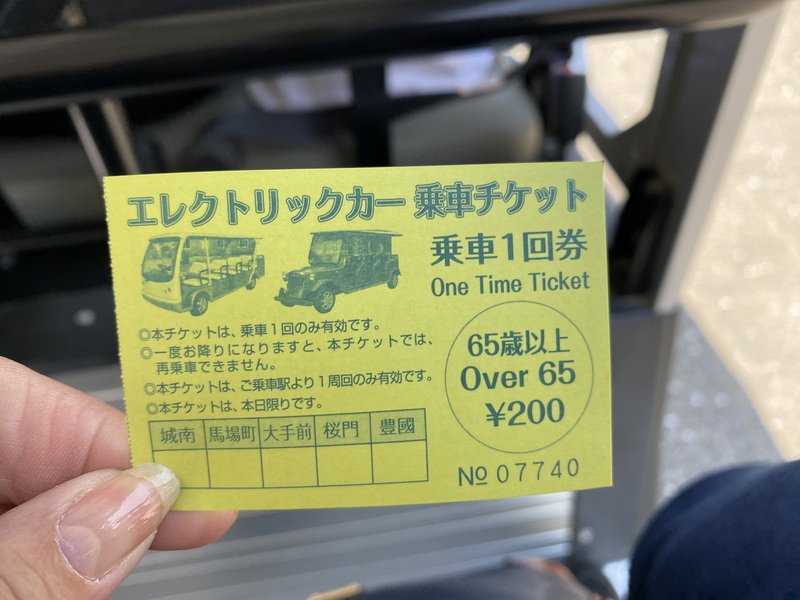 エレクトリックカー 乗車チケット
乗車1回券
One Time Ticket
◎本チケットは、乗車1回のみ有効です。
◎一度お降りになりますと、本チケットでは、
再乗車できません。
◎本チケットは、ご乗車駅より1周回のみ有効です。
◎本チケットは、本日限りです。
65歳以上
Over 65
¥200
城南 馬場町 大手前 桜門 豊國
№ 07740